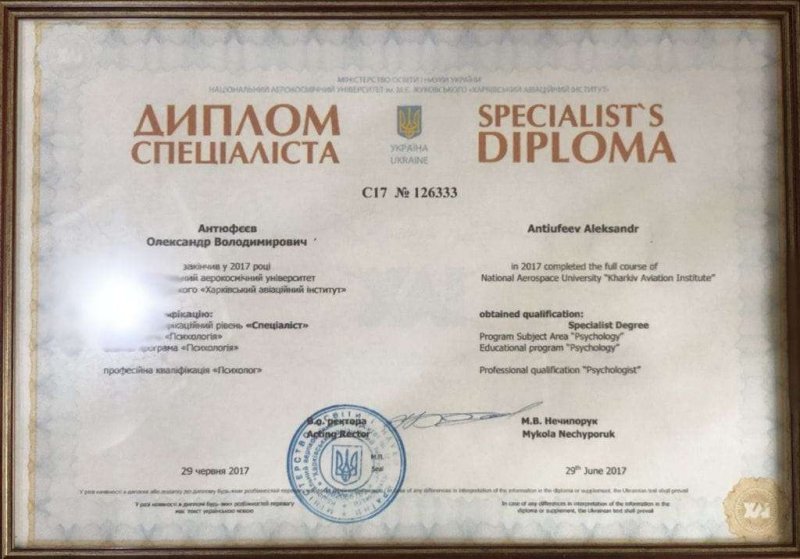 МІНІСТЕРСТВО ОСВІТИ І НАУКИ УКРАЇНИ
НАЦІОНАЛЬНИЙ АЕРОКОСМІЧНИЙ УНІВЕРСИТЕТ ім. М.Є. ЖУКОВСЬКОГО «ХАРКІВСЬКИЙ АВІАЦІЙНИЙ ІНСТИТУТ»
ДИПЛОМ
СПЕЦІАЛІСТА
УКРАЇНА
UKRAINE
SPECIALIST`S
DIPLOMA
С17 № 126333
Антюфєєв
Олександр Володимирович
закінчив у 2017 році
аерокосмічний університет
«Харківський авіаційний інститут»
рівень «Спеціаліст»
«Психологія»
програма «Психологія»
професійна кваліфікація «Психолог»
Antiufeev Aleksandr
in 2017 completed the full course of
National Aerospace University "Kharkiv Aviation Institute"
obtained qualification:
Specialist Degree
Program Subject Area "Psychology"
Educational program "Psychology"
Professional qualification "Psychologist"
В.о. ректора
Acting Rector
М.В. Нечипорук
Mykola Nechyporuk
М.П.
Seal
29 червня 2017
29th June 2017
In case of any differences in interpretation of the information in the
diploma or supplement, the Ukrainian text shall prevail
ХАІ